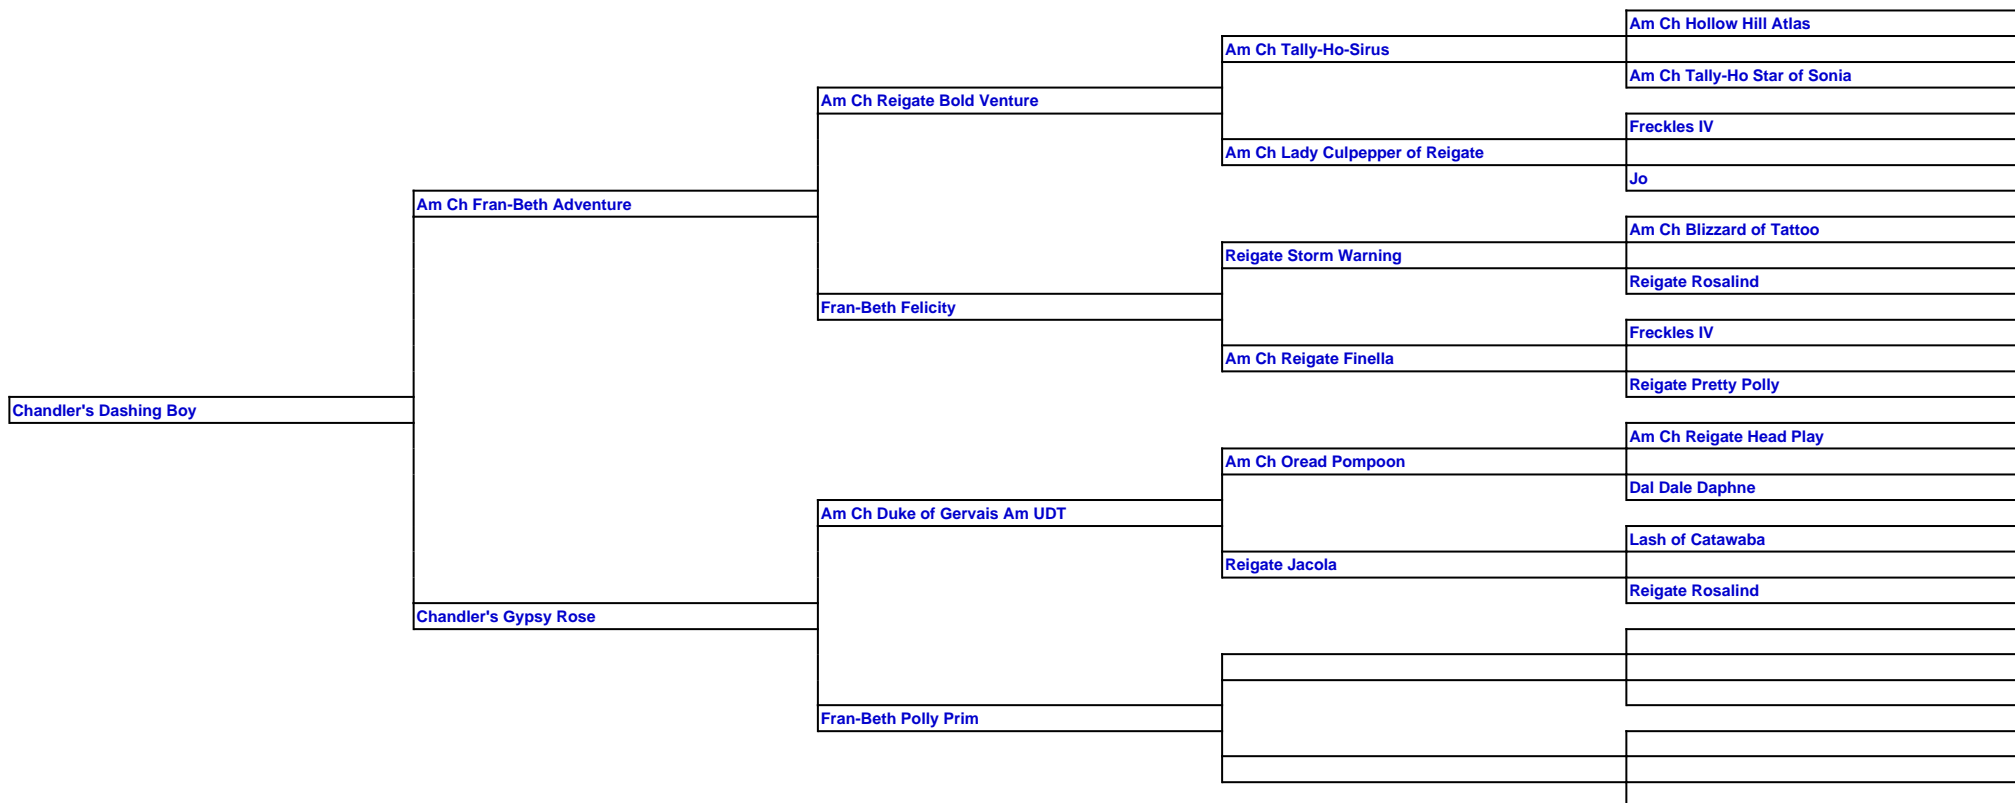 Am Ch Hollow Hill Atlas
Am Ch Tally-Ho-Sirus
Am Ch Tally-Ho Star of Sonia
Am Ch Reigate Bold Venture
Freckles IV
Am Ch Lady Culpepper of Reigate
Jo
Am Ch Fran-Beth Adventure
Am Ch Blizzard of Tattoo
Reigate Storm Warning
Reigate Rosalind
Fran-Beth Felicity
Freckles IV
Am Ch Reigate Finella
Reigate Pretty Polly
Chandler's Dashing Boy
Am Ch Reigate Head Play
Am Ch Oread Pompoon
Dal Dale Daphne
Am Ch Duke of Gervais Am UDT
Lash of Catawaba
Reigate Jacola
Reigate Rosalind
Chandler's Gypsy Rose
Fran-Beth Polly Prim